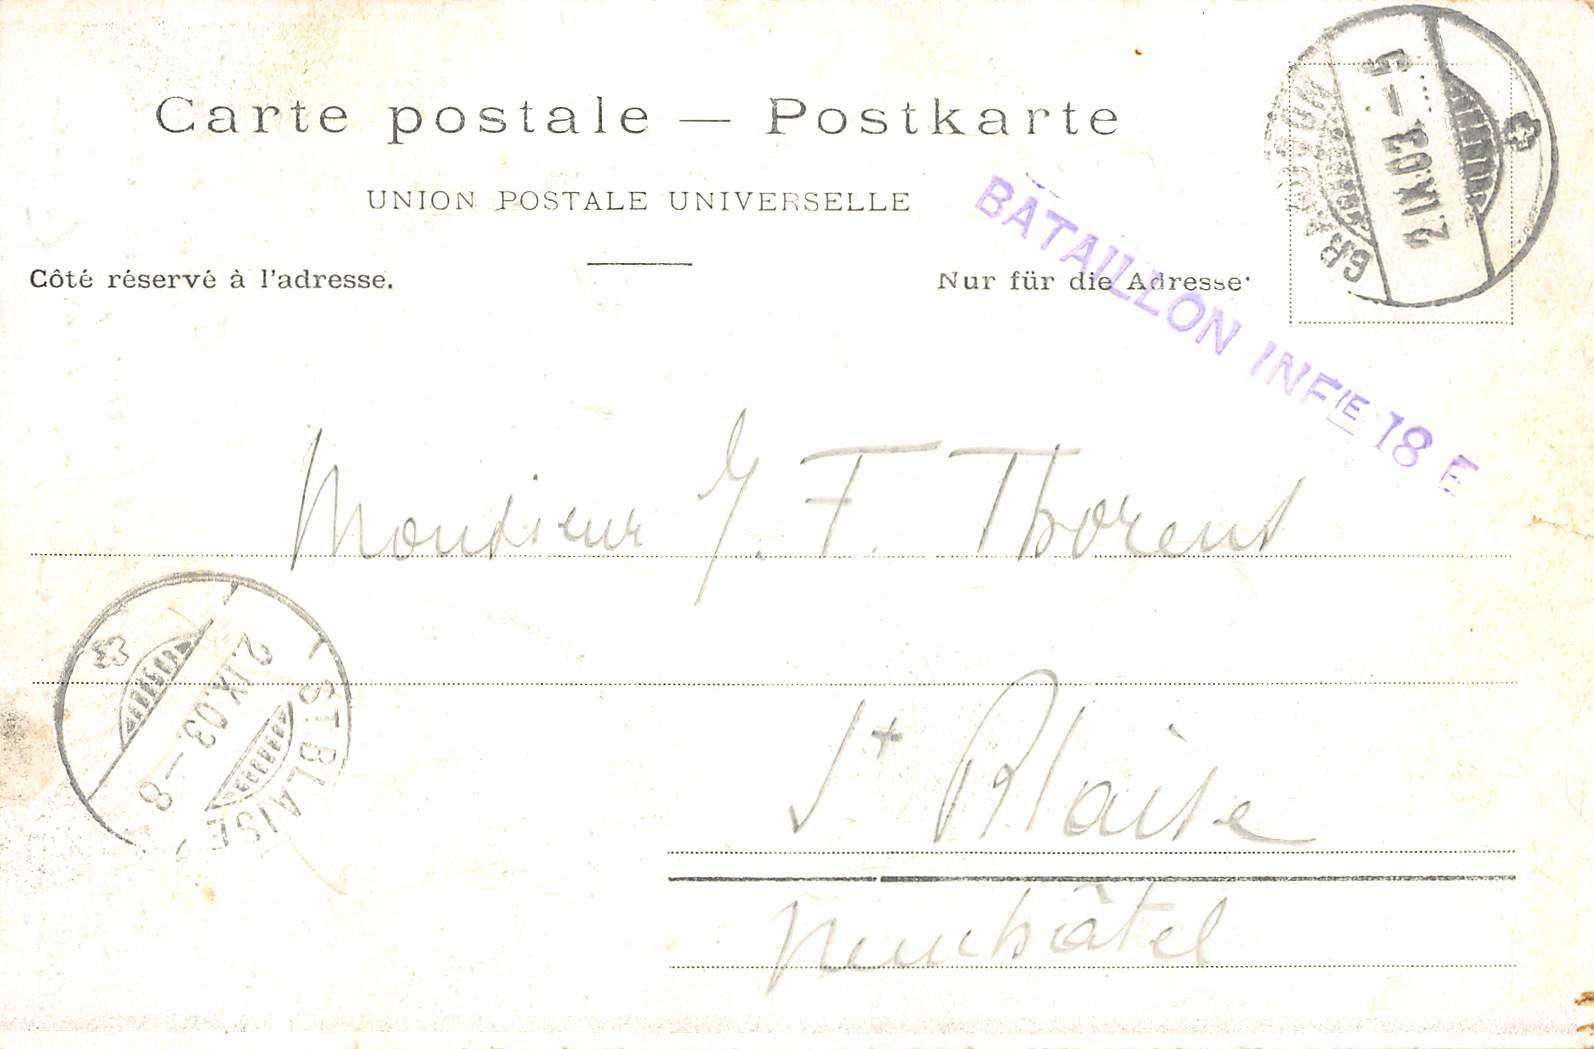 Carte postale — Postkarte
UNION POSTALE UNIVERSELLE
Côté réservé à l'adresse.
Nur für die Adresse.
2.IX.03.–5
BATAILLON INFIE 18 E
Monsieur J. F. Thorens
St Blaise
Neuchâtel
ST. BLAISE
2.IX.03.–8